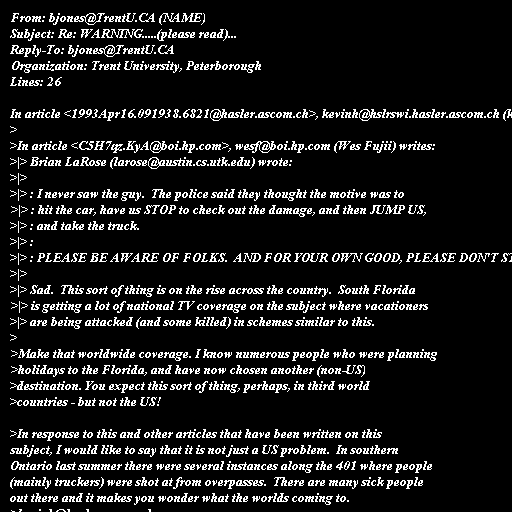 From: bjones@TrentU.CA (NAME)
Subject: Re: WARNING.....(please read)...
Reply-To: bjones@TrentU.CA
Organization: Trent University, Peterborough
Lines: 26

In article <1993Apr16.091938.6821@hasler.ascom.ch>, kevinh@hslrswi.hasler.ascom.ch (k
>
>In article <C5H7qz.KyA@boi.hp.com>, wesf@boi.hp.com (Wes Fujii) writes:
>|> Brian LaRose (larose@austin.cs.utk.edu) wrote:
>|>
>|> : I never saw the guy.  The police said they thought the motive was to
>|> : hit the car, have us STOP to check out the damage, and then JUMP US,
>|> : and take the truck.
>|> :
>|> : PLEASE BE AWARE OF FOLKS.  AND FOR YOUR OWN GOOD, PLEASE DON'T ST
>|>
>|> Sad.  This sort of thing is on the rise across the country.  South Florida
>|> is getting a lot of national TV coverage on the subject where vacationers
>|> are being attacked (and some killed) in schemes similar to this.
>
>Make that worldwide coverage. I know numerous people who were planning
>holidays to the Florida, and have now chosen another (non-US)
>destination. You expect this sort of thing, perhaps, in third world
>countries - but not the US!

>In response to this and other articles that have been written on this
subject, I would like to say that it is not just a US problem.  In southern
Ontario last summer there were several instances along the 401 where people
(mainly truckers) were shot at from overpasses.  There are many sick people
out there and it makes you wonder what the worlds coming to.